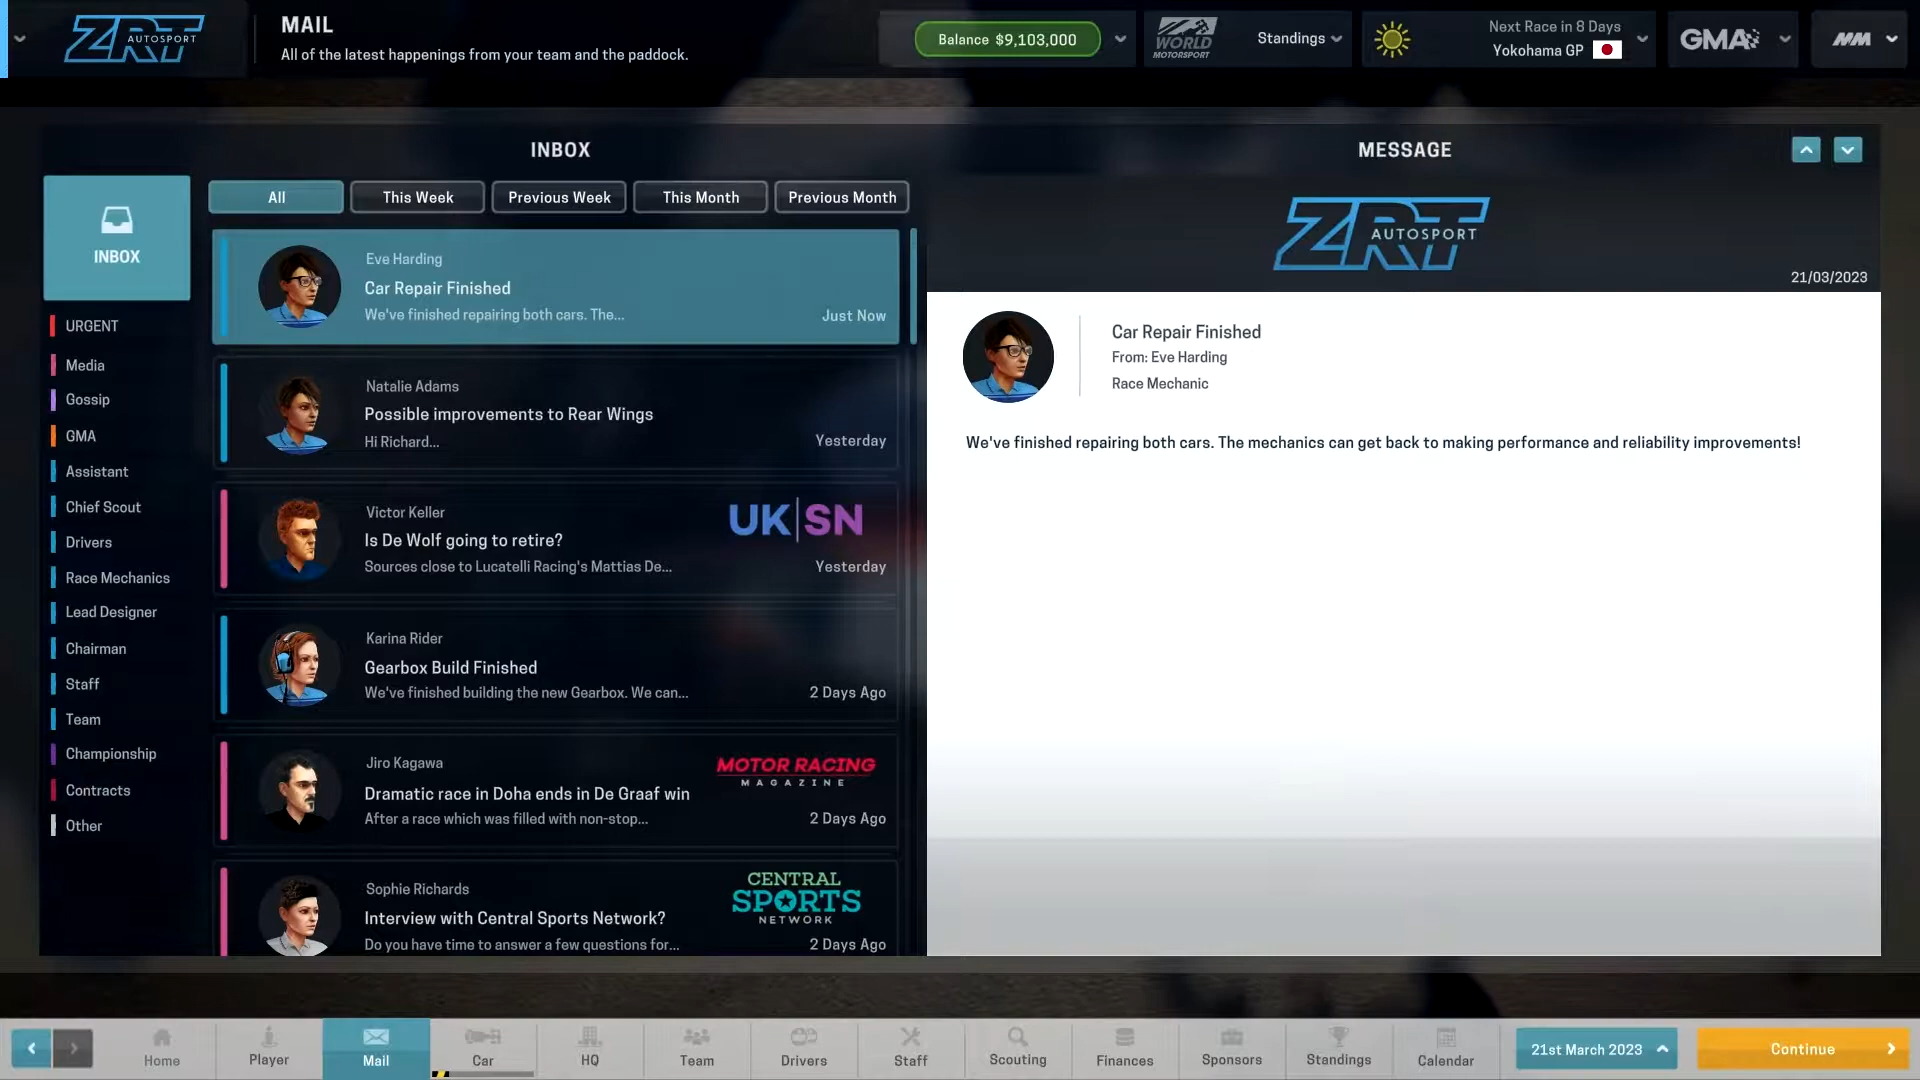 ZRT AUTOSPORT
MAIL
All of the latest happenings from your team and the paddock.
Balance $9,103,000
WORLD MOTORSPORT
Standings
Next Race in 8 Days
Yokohama GP
GMA
MM
INBOX
MESSAGE
INBOX
All
This Week
Previous Week
This Month
Previous Month
URGENT
Media
Gossip
GMA
Assistant
Chief Scout
Drivers
Race Mechanics
Lead Designer
Chairman
Staff
Team
Championship
Contracts
Other
Eve Harding
Car Repair Finished
We've finished repairing both cars. The...
Just Now
Natalie Adams
Possible improvements to Rear Wings
Hi Richard...
Yesterday
Victor Keller
Is De Wolf going to retire?
Sources close to Lucatelli Racing's Mattias De...
UK|SN
Yesterday
Karina Rider
Gearbox Build Finished
We've finished building the new Gearbox. We can...
2 Days Ago
Jiro Kagawa
Dramatic race in Doha ends in De Graaf win
After a race which was filled with non-stop...
MOTOR RACING
MAGAZINE
2 Days Ago
Sophie Richards
Interview with Central Sports Network?
Do you have time to answer a few questions for...
CENTRAL
SPORTS
NETWORK
2 Days Ago
ZRT AUTOSPORT
21/03/2023
Car Repair Finished
From: Eve Harding
Race Mechanic
We've finished repairing both cars. The mechanics can get back to making performance and reliability improvements!
Home
Player
Mail
Car
HQ
Team
Drivers
Staff
Scouting
Finances
Sponsors
Standings
Calendar
21st March 2023
Continue